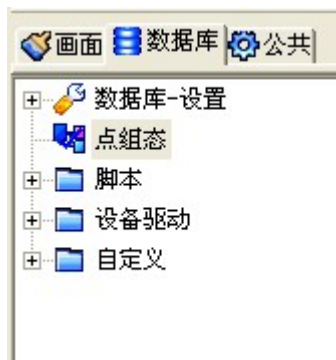 画面 数据库 公共
数据库-设置
点组态
脚本
设备驱动
自定义